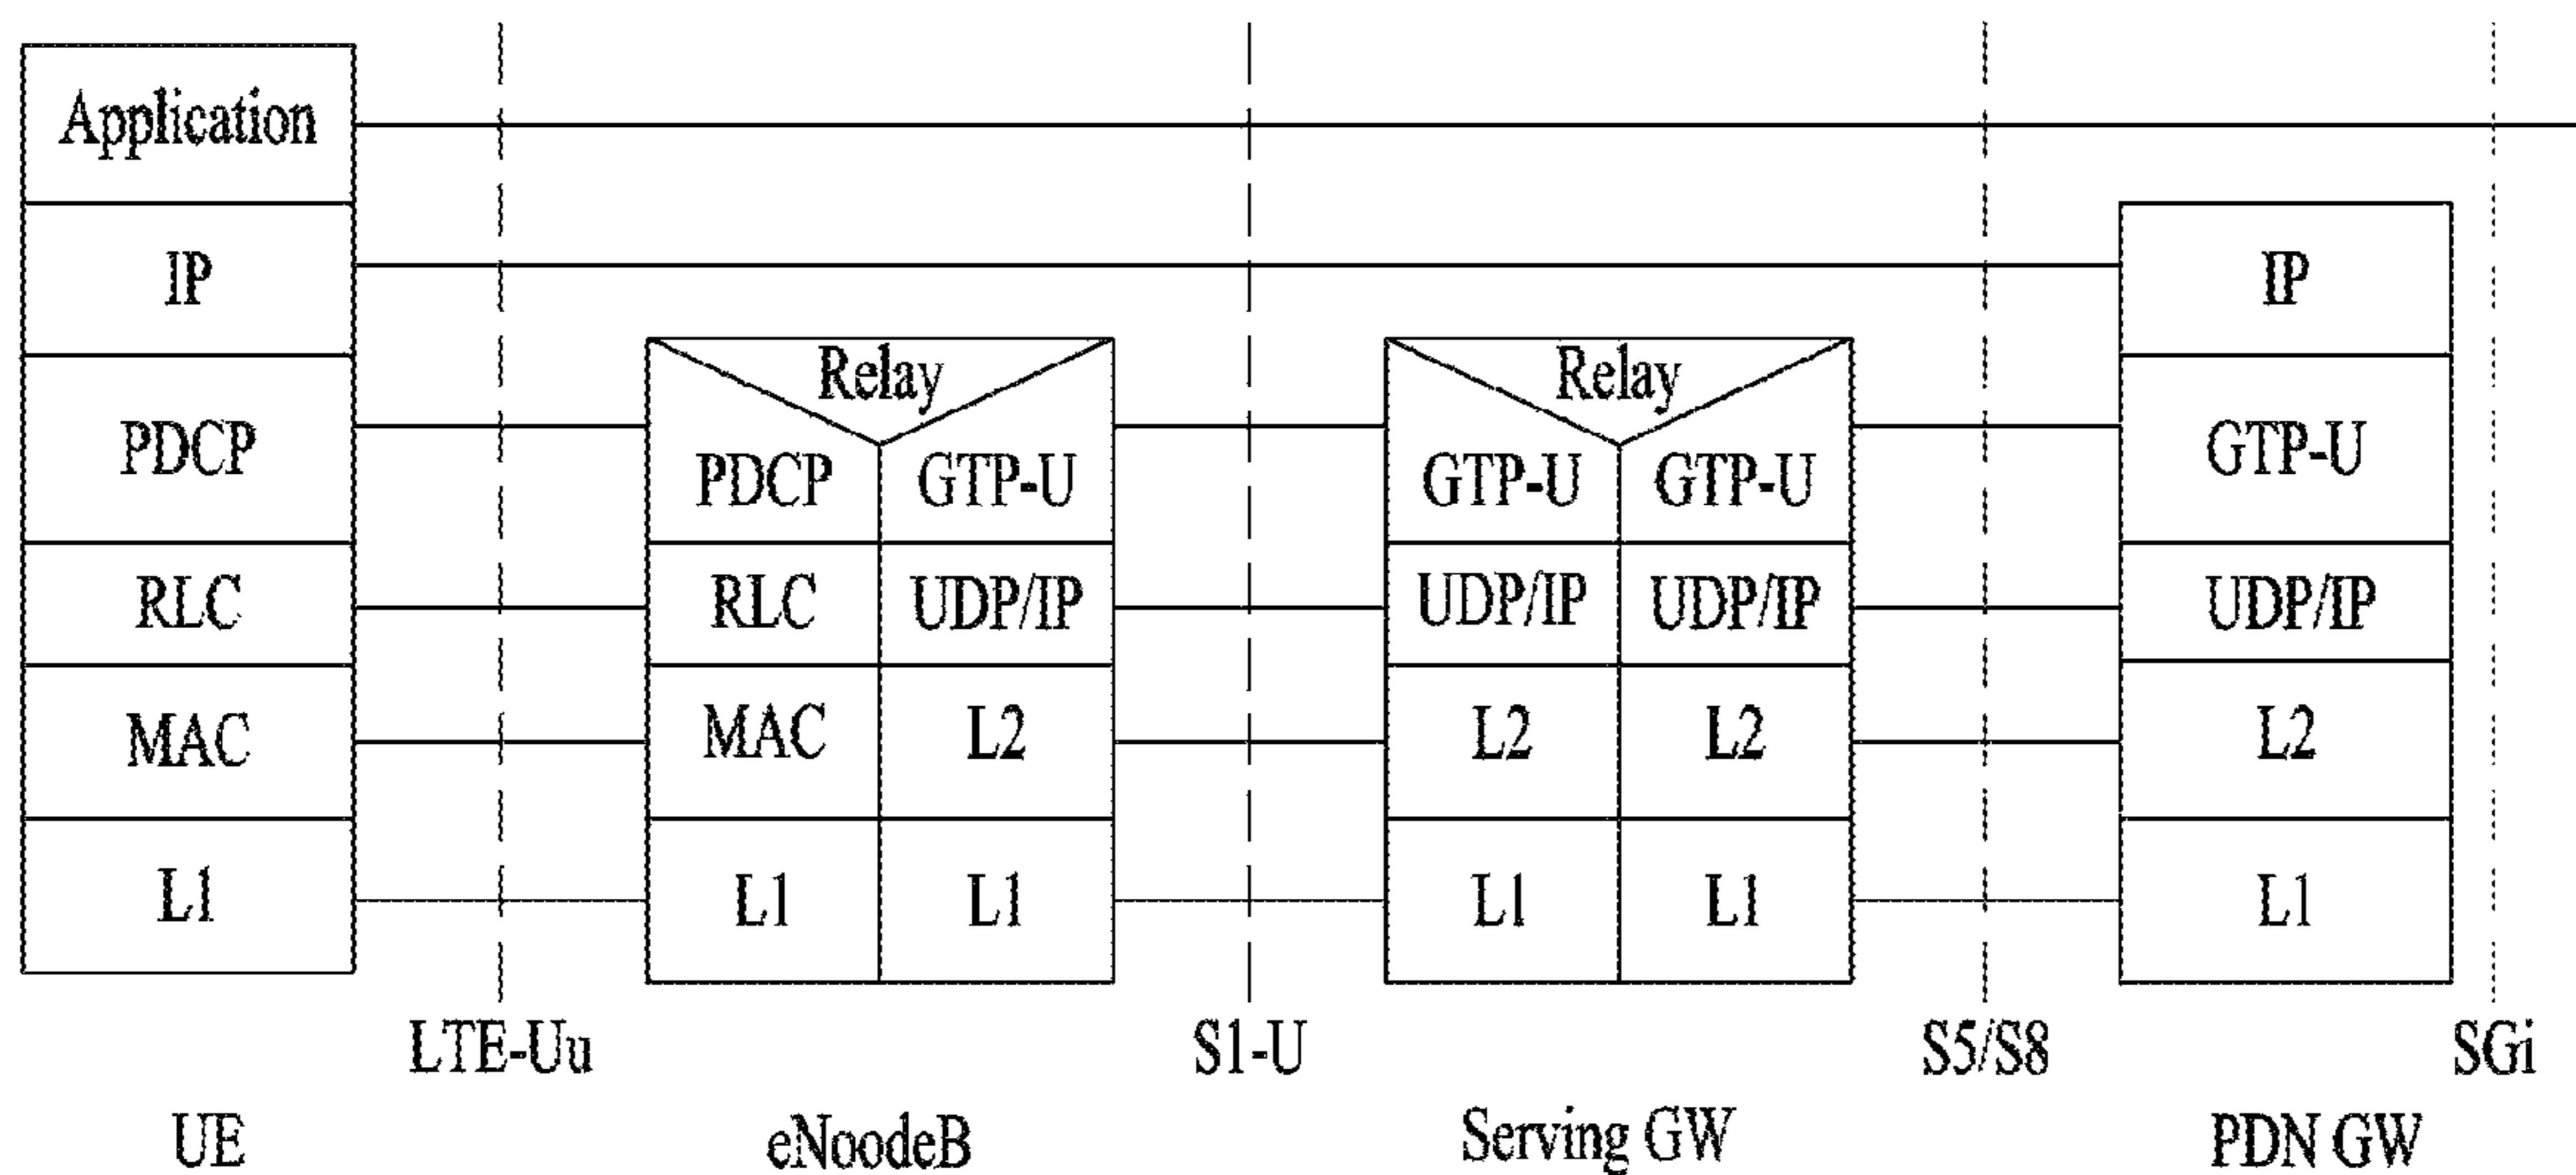 Application
IP
PDCP
RLC
MAC
L1
Relay
PDCP GTP-U
RLC UDP/IP
MAC L2
L1 L1
Relay
GTP-U GTP-U
UDP/IP UDP/IP
L2 L2
L1 L1
IP
GTP-U
UDP/IP
L2
L1
LTE-Uu S1-U S5/S8 SGi
UE eNoodeB Serving GW PDN GW